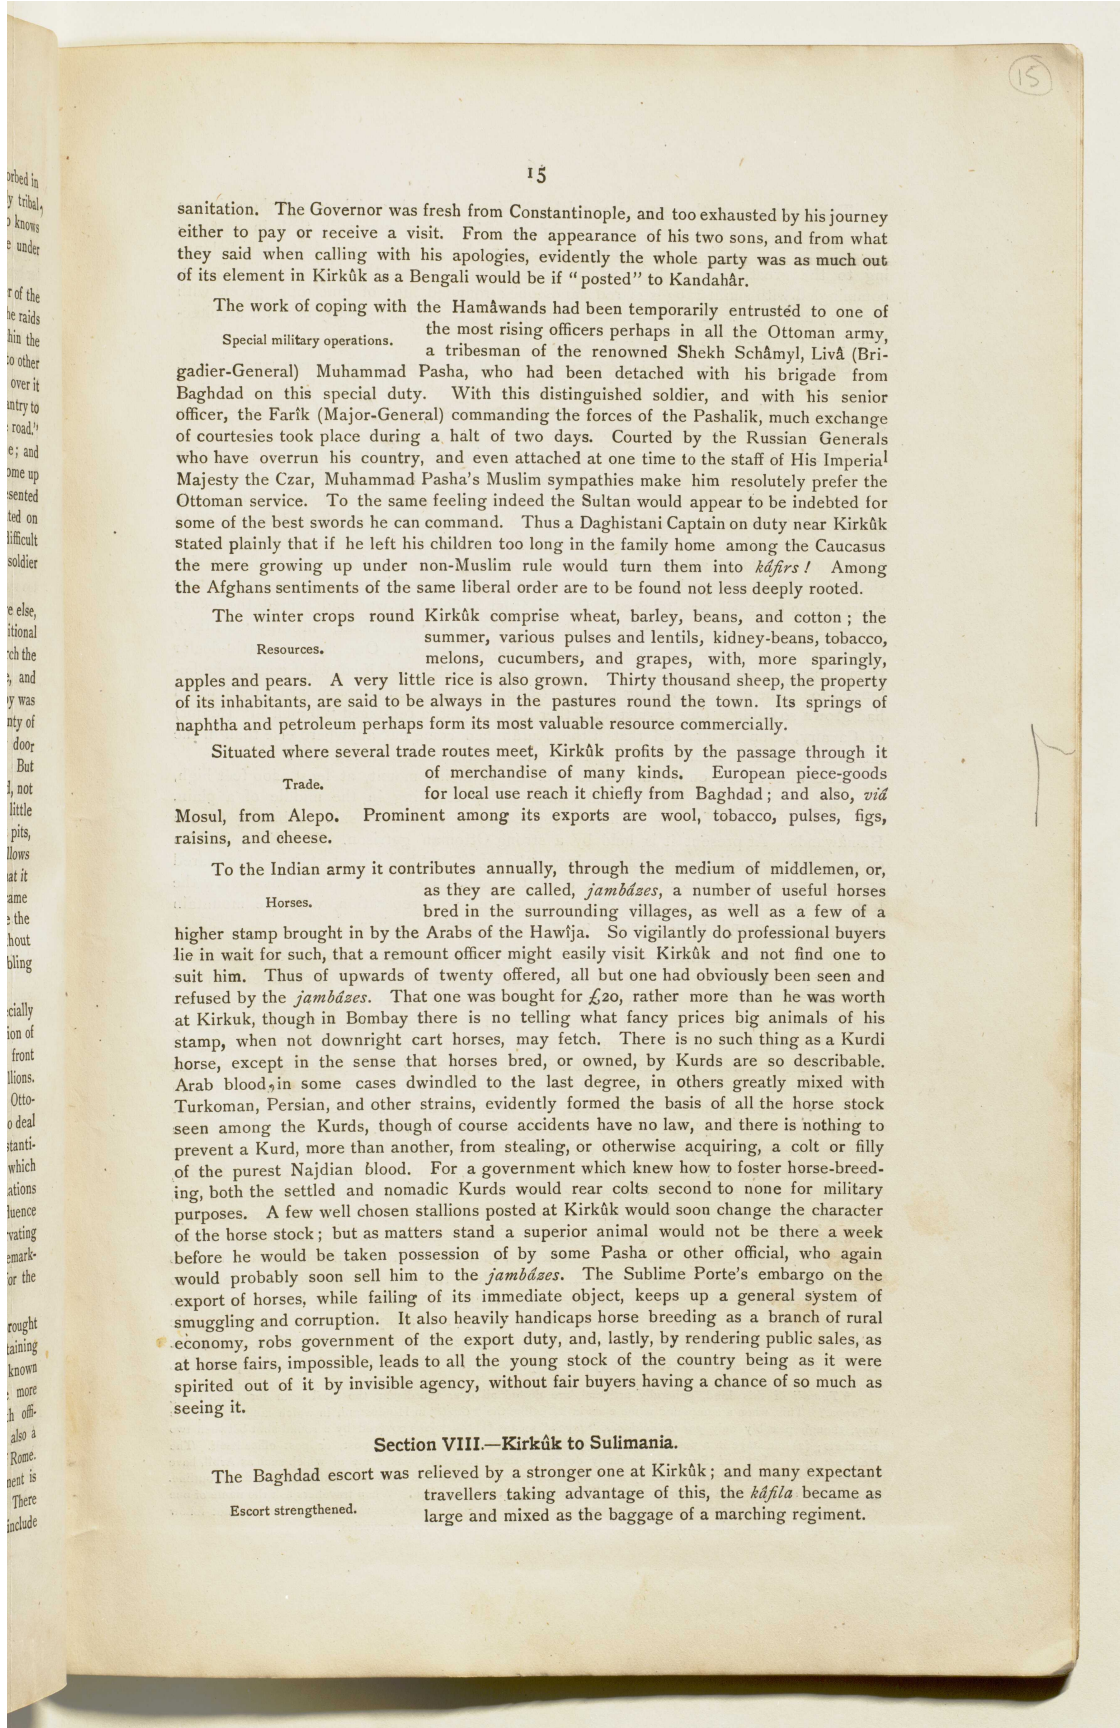 15
15
sanitation. The Governor was fresh from Constantinople, and too exhausted by his journey
either to pay or receive a visit. From the appearance of his two sons, and from what
they said when calling with his apologies, evidently the whole party was as much out
of its element in Kirkûk as a Bengali would be if "posted" to Kandahâr.
The work of coping with the Hamâwands had been temporarily entrusted to one of
Special military operations.
the most rising officers perhaps in all the Ottoman army,
a tribesman of the renowned Shekh Schâmyl, Livâ (Bri-
gadier-General) Muhammad Pasha, who had been detached with his brigade from
Baghdad on this special duty. With this distinguished soldier, and with his senior
officer, the Farîk (Major-General) commanding the forces of the Pashalik, much exchange
of courtesies took place during a halt of two days. Courted by the Russian Generals
who have overrun his country, and even attached at one time to the staff of His Imperial
Majesty the Czar, Muhammad Pasha's Muslim sympathies make him resolutely prefer the
Ottoman service. To the same feeling indeed the Sultan would appear to be indebted for
some of the best swords he can command. Thus a Daghistani Captain on duty near Kirkûk
stated plainly that if he left his children too long in the family home among the Caucasus
the mere growing up under non-Muslim rule would turn them into kâfirs! Among
the Afghans sentiments of the same liberal order are to be found not less deeply rooted.
The winter crops round Kirkûk comprise wheat, barley, beans, and cotton; the
Resources.
summer, various pulses and lentils, kidney-beans, tobacco,
melons, cucumbers, and grapes, with, more sparingly,
apples and pears. A very little rice is also grown. Thirty thousand sheep, the property
of its inhabitants, are said to be always in the pastures round the town. Its springs of
naphtha and petroleum perhaps form its most valuable resource commercially.
Situated where several trade routes meet, Kirkûk profits by the passage through it
Trade.
of merchandise of many kinds. European piece-goods
for local use reach it chiefly from Baghdad; and also, viâ
Mosul, from Alepo. Prominent among its exports are wool, tobacco, pulses, figs,
raisins, and cheese.
To the Indian army it contributes annually, through the medium of middlemen, or,
Horses.
as they are called, jambâzes, a number of useful horses
bred in the surrounding villages, as well as a few of a
higher stamp brought in by the Arabs of the Hawîja. So vigilantly do professional buyers
lie in wait for such, that a remount officer might easily visit Kirkûk and not find one to
suit him. Thus of upwards of twenty offered, all but one had obviously been seen and
refused by the jambâzes. That one was bought for £20, rather more than he was worth
at Kirkuk, though in Bombay there is no telling what fancy prices big animals of his
stamp, when not downright cart horses, may fetch. There is no such thing as a Kurdi
horse, except in the sense that horses bred, or owned, by Kurds are so describable.
Arab blood, in some cases dwindled to the last degree, in others greatly mixed with
Turkoman, Persian, and other strains, evidently formed the basis of all the horse stock
seen among the Kurds, though of course accidents have no law, and there is nothing to
prevent a Kurd, more than another, from stealing, or otherwise acquiring, a colt or filly
of the purest Najdian blood. For a government which knew how to foster horse-breed-
ing, both the settled and nomadic Kurds would rear colts second to none for military
purposes. A few well chosen stallions posted at Kirkûk would soon change the character
of the horse stock; but as matters stand a superior animal would not be there a week
before he would be taken possession of by some Pasha or other official, who again
would probably soon sell him to the jambâzes. The Sublime Porte's embargo on the
export of horses, while failing of its immediate object, keeps up a general system of
smuggling and corruption. It also heavily handicaps horse breeding as a branch of rural
economy, robs government of the export duty, and, lastly, by rendering public sales, as
at horse fairs, impossible, leads to all the young stock of the country being as it were
spirited out of it by invisible agency, without fair buyers having a chance of so much as
seeing it.
Section VIII.—Kirkûk to Sulimania.
The Baghdad escort was relieved by a stronger one at Kirkûk; and many expectant
Escort strengthened.
travellers taking advantage of this, the kâfila became as
large and mixed as the baggage of a marching regiment.